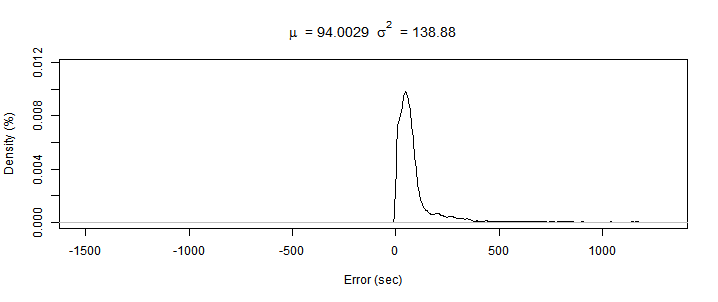 μ = 94.0029 σ² = 138.88
Density (%)
0.012
0.008
0.004
0.000
-1500 -1000 -500 0 500 1000
Error (sec)